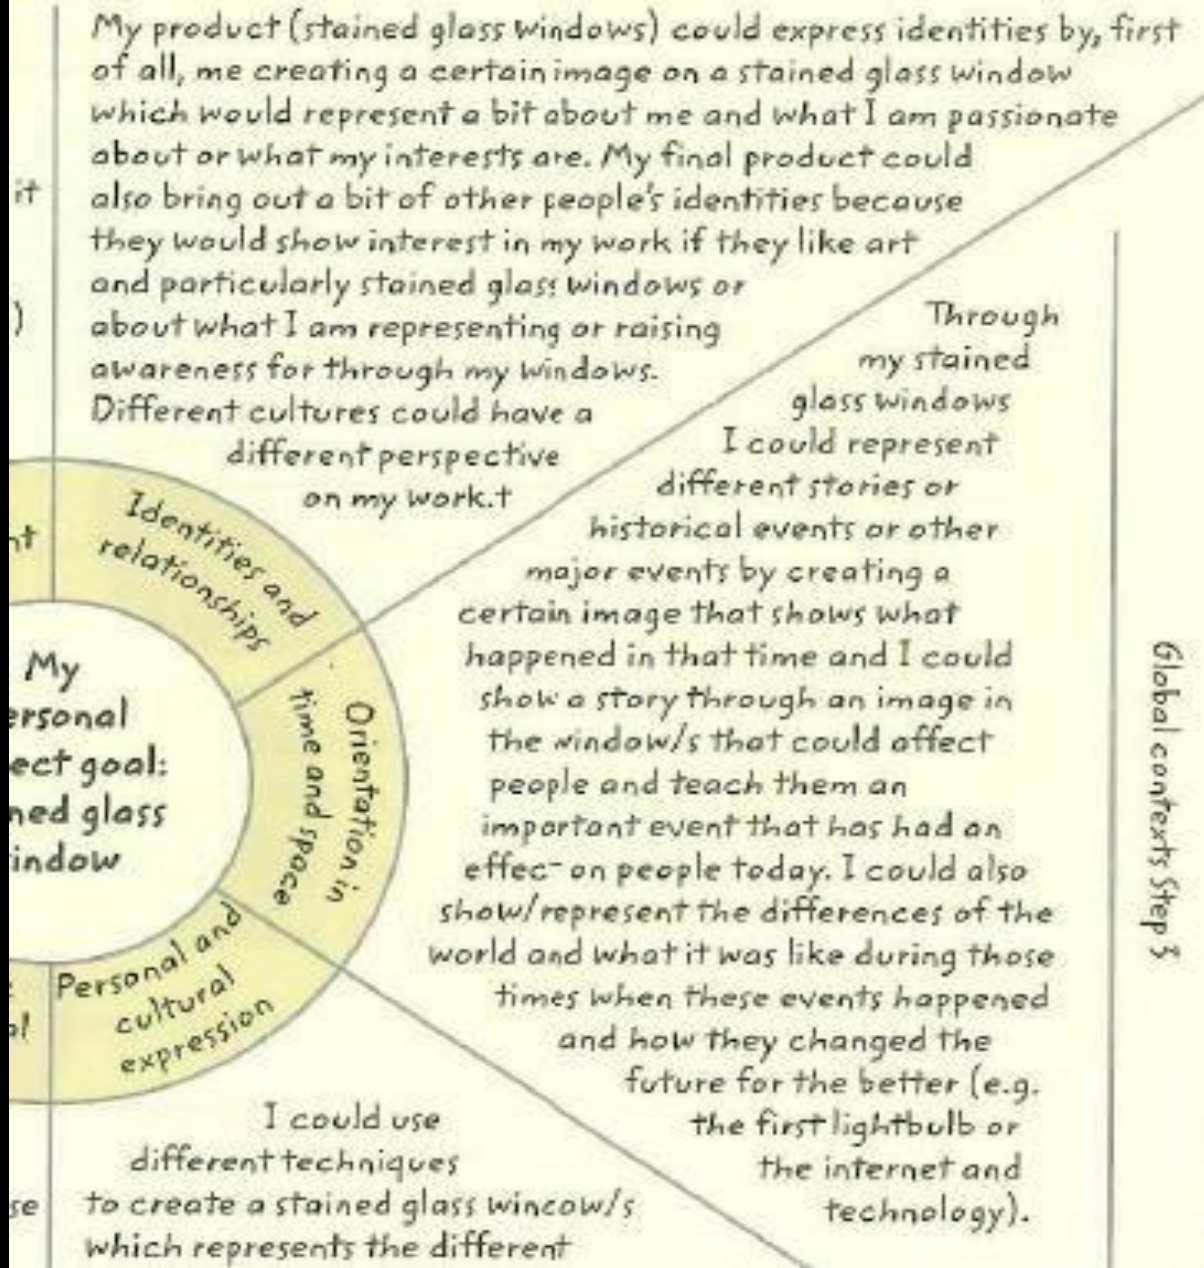 My product (stained glass windows) could express identities by, first
of all, me creating a certain image on a stained glass window
which would represent a bit about me and what I am passionate
about or what my interests are. My final product could
also bring out a bit of other people's identities because
they would show interest in my work if they like art
and particularly stained glass windows or
about what I am representing or raising
awareness for through my windows.
Different cultures could have a
different perspective
on my work.t
it
)
nt
Identities and
relationships
Through
my stained
glass windows
I could represent
different stories or
historical events or other
major events by creating a
certain image that shows what
happened in that time and I could
show a story through an image in
the window/s that could affect
people and teach them an
important event that has had an
effec- on people today. I could also
show/represent the differences of the
world and what it was like during those
times when these events happened
and how they changed the
future for the better (e.g.
the first lightbulb or
the internet and
technology).
Orientation in
time and space
My
ersonal
ect goal:
ned glass
indow
Personal and
cultural
expression
al
I could use
different techniques
to create a stained glass wincow/s
which represents the different
se
Global contexts Step 3